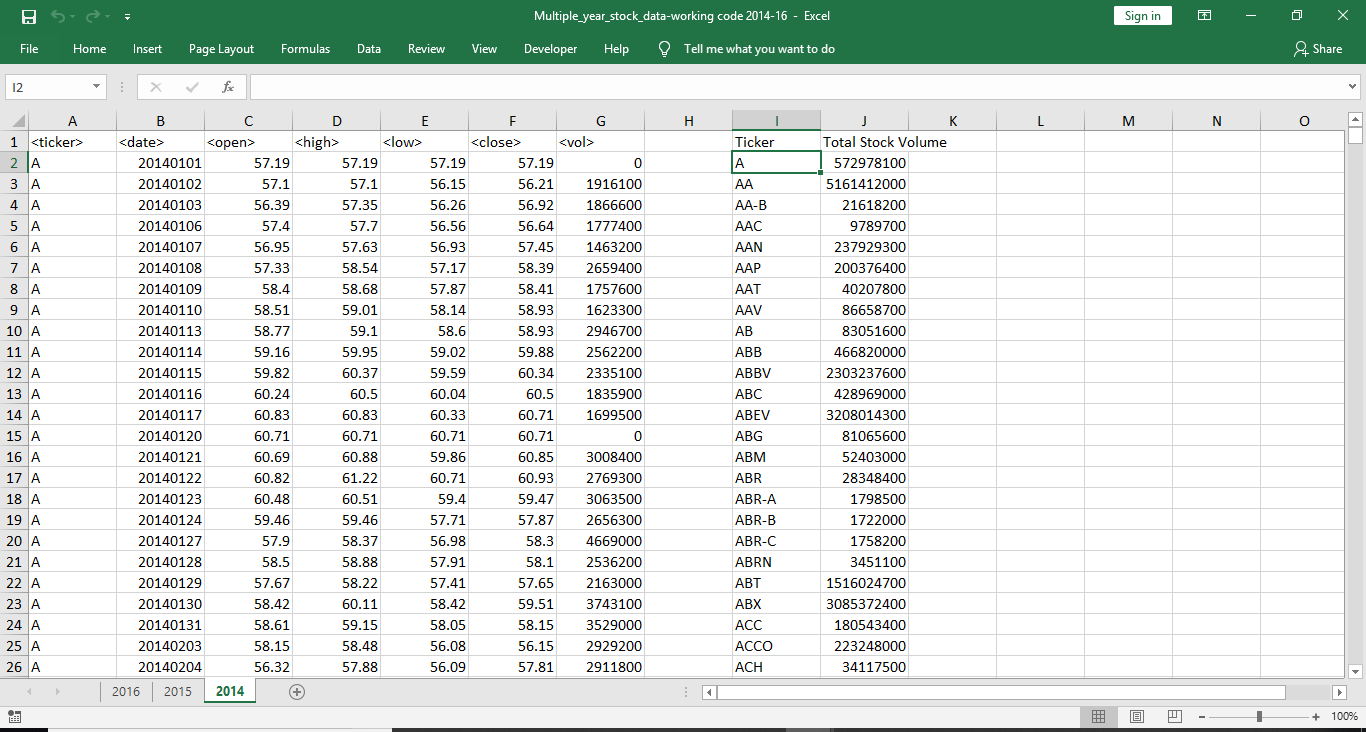 Multiple_year_stock_data-working code 2014-16 - Excel Sign in
File Home Insert Page Layout Formulas Data Review View Developer Help Tell me what you want to do Share
I2 fx
A B C D E F G H I J K L M N O
1 <ticker> <date> <open> <high> <low> <close> <vol> Ticker Total Stock Volume
2 A 20140101 57.19 57.19 57.19 57.19 0 A 572978100
3 A 20140102 57.1 57.1 56.15 56.21 1916100 AA 5161412000
4 A 20140103 56.39 57.35 56.26 56.92 1866600 AA-B 21618200
5 A 20140106 57.4 57.7 56.56 56.64 1777400 AAC 9789700
6 A 20140107 56.95 57.63 56.93 57.45 1463200 AAN 237929300
7 A 20140108 57.33 58.54 57.17 58.39 2659400 AAP 200376400
8 A 20140109 58.4 58.68 57.87 58.41 1757600 AAT 40207800
9 A 20140110 58.51 59.01 58.14 58.93 1623300 AAV 86658700
10 A 20140113 58.77 59.1 58.6 58.93 2946700 AB 83051600
11 A 20140114 59.16 59.95 59.02 59.88 2562200 ABB 466820000
12 A 20140115 59.82 60.37 59.59 60.34 2335100 ABBV 2303237600
13 A 20140116 60.24 60.5 60.04 60.5 1835900 ABC 428969000
14 A 20140117 60.83 60.83 60.33 60.71 1699500 ABEV 3208014300
15 A 20140120 60.71 60.71 60.71 60.71 0 ABG 81065600
16 A 20140121 60.69 60.88 59.86 60.85 3008400 ABM 52403000
17 A 20140122 60.82 61.22 60.71 60.93 2769300 ABR 28348400
18 A 20140123 60.48 60.51 59.4 59.47 3063500 ABR-A 1798500
19 A 20140124 59.46 59.46 57.71 57.87 2656300 ABR-B 1722000
20 A 20140127 57.9 58.37 56.98 58.3 4669000 ABR-C 1758200
21 A 20140128 58.5 58.88 57.91 58.1 2536200 ABRN 3451100
22 A 20140129 57.67 58.22 57.41 57.65 2163000 ABT 1516024700
23 A 20140130 58.42 60.11 58.42 59.51 3743100 ABX 3085372400
24 A 20140131 58.61 59.15 58.05 58.15 3529000 ACC 180543400
25 A 20140203 58.15 58.48 56.08 56.15 2929200 ACCO 223248000
26 A 20140204 56.32 57.88 56.09 57.81 2911800 ACH 34117500
2016 2015 2014
100%